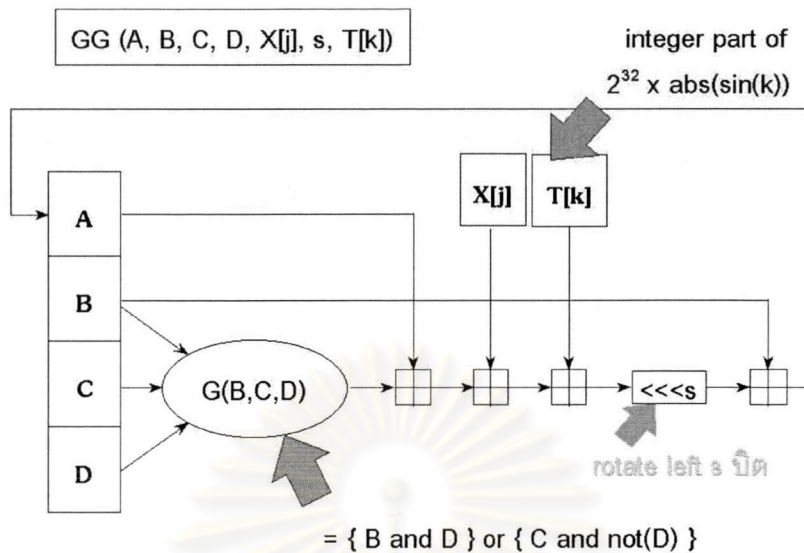 GG (A, B, C, D, X[j], s, T[k])
integer part of
2³² x abs(sin(k))
X[j]
T[k]
A
B
C
D
G(B,C,D)
<<<s
rotate left s บิต
= { B and D } or { C and not(D) }